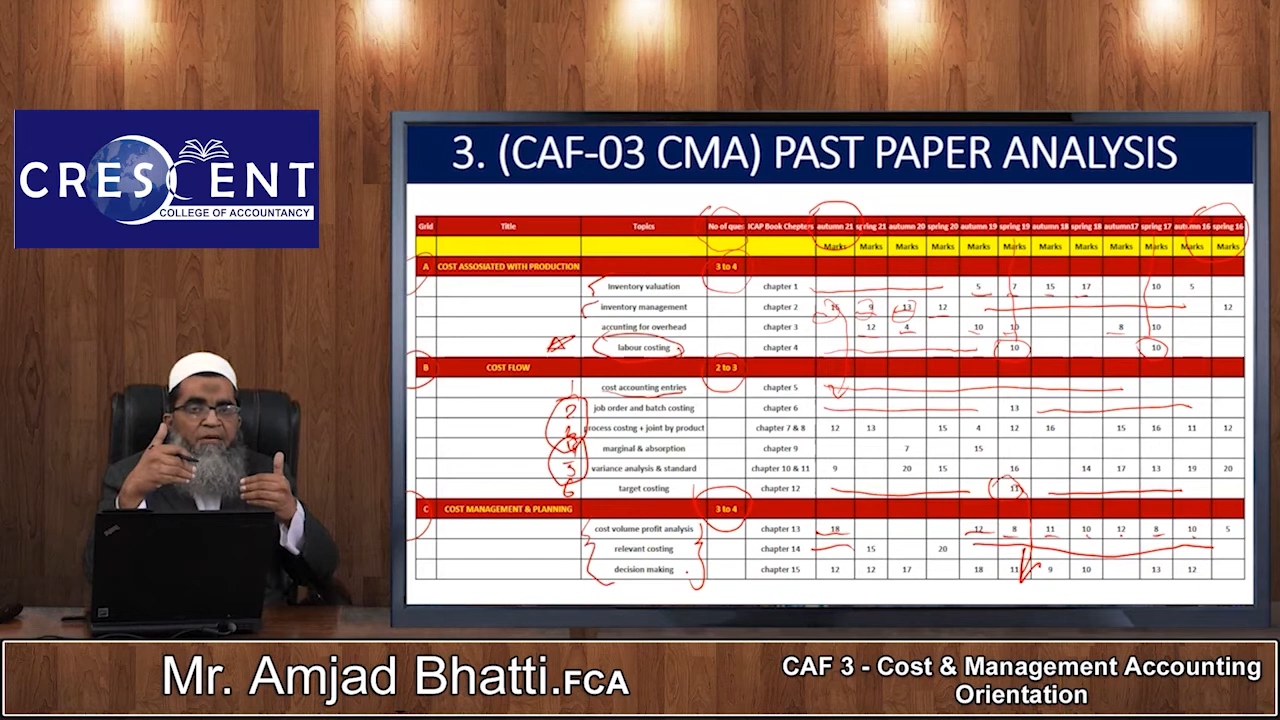 CRESCENT
COLLEGE OF ACCOUNTANCY
3. (CAF-03 CMA) PAST PAPER ANALYSIS
Grid Title Topics No of ques ICAP Book Chepters autumn 21 spring 21 autumn 20 spring 20 autumn 19 spring 19 autumn 18 spring 18 autumn17 spring 17 autumn 16 spring 16
Marks Marks Marks Marks Marks Marks Marks Marks Marks Marks Marks Marks
A COST ASSOSIATED WITH PRODUCTION 3 to 4
Inventory valuation chapter 1 5 7 15 17 10 5
inventory management chapter 2 16 9 13 12 12
accunting for overhead chapter 3 12 4 10 10 8 10
labour costing chapter 4 10 10
B COST FLOW 2 to 3
1 cost accounting entries chapter 5
2 job order and batch costing chapter 6 13
process costng + joint by product chapter 7 & 8 12 13 15 4 12 16 15 16 11 12
marginal & absorption chapter 9 7 15
variance analysis & standard chapter 10 & 11 9 20 15 16 14 17 13 19 20
6 target costing chapter 12 11
C COST MANAGEMENT & PLANNING 3 to 4
cost volume profit analysis chapter 13 18 12 8 11 10 12 8 10 5
relevant costing chapter 14 15 20
decision making chapter 15 12 12 17 18 11 9 10 13 12
Mr. Amjad Bhatti.FCA
CAF 3 - Cost & Management Accounting
Orientation